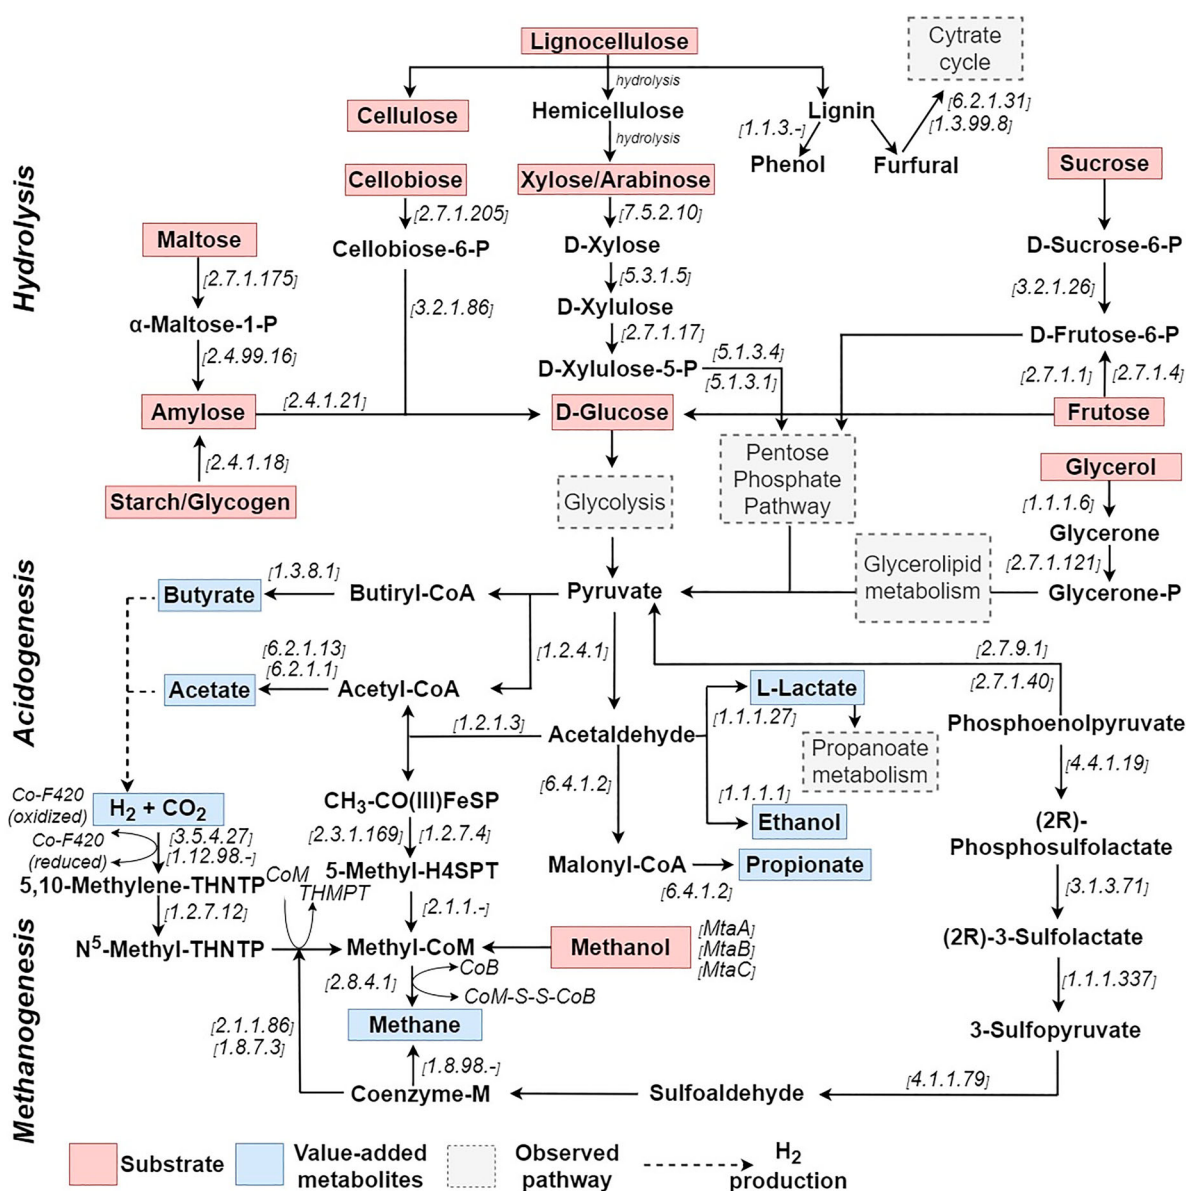 Hydrolysis
Lignocellulose
Cytrate
cycle
hydrolysis
Cellulose
Hemicellulose
Lignin
[6.2.1.31]
[1.3.99.8]
[1.1.3.-]
hydrolysis
Phenol
Furfural
Sucrose
Cellobiose
Xylose/Arabinose
[2.7.1.205]
[7.5.2.10]
Maltose
Cellobiose-6-P
D-Xylose
D-Sucrose-6-P
[2.7.1.175]
[5.3.1.5]
[3.2.1.26]
[3.2.1.86]
D-Xylulose
α-Maltose-1-P
[2.7.1.17]
D-Frutose-6-P
[2.4.99.16]
D-Xylulose-5-P
[5.1.3.4]
[5.1.3.1]
[2.7.1.1]
[2.7.1.4]
Amylose
[2.4.1.21]
D-Glucose
Frutose
[2.4.1.18]
Pentose
Phosphate
Pathway
Glycerol
Starch/Glycogen
Glycolysis
[1.1.1.6]
Glycerone
Acidogenesis
Glycerolipid
metabolism
[2.7.1.121]
[1.3.8.1]
Butyrate
Butiryl-CoA
Pyruvate
Glycerone-P
[6.2.1.13]
[6.2.1.1]
[1.2.4.1]
[2.7.9.1]
[2.7.1.40]
Acetate
Acetyl-CoA
L-Lactate
[1.2.1.3]
[1.1.1.27]
Phosphoenolpyruvate
Acetaldehyde
Propanoate
metabolism
[4.4.1.19]
[6.4.1.2]
[1.1.1.1]
Co-F420
(oxidized)
H2 + CO2
CH3-CO(III)FeSP
Ethanol
(2R)-
Phosphosulfolactate
Co-F420
(reduced)
[3.5.4.27]
[1.12.98.-]
[2.3.1.169]
[1.2.7.4]
Malonyl-CoA
Propionate
[6.4.1.2]
5,10-Methylene-THNTP
CoM
THMPT
5-Methyl-H4SPT
[3.1.3.71]
[1.2.7.12]
[2.1.1.-]
Methanogenesis
N5-Methyl-THNTP
Methyl-CoM
Methanol
[MtaA]
[MtaB]
[MtaC]
(2R)-3-Sulfolactate
[2.8.4.1]
CoB
CoM-S-S-CoB
[1.1.1.337]
Methane
[2.1.1.86]
[1.8.7.3]
3-Sulfopyruvate
[1.8.98.-]
[4.1.1.79]
Coenzyme-M
Sulfoaldehyde
Substrate
Value-added
metabolites
Observed
pathway
H2
production